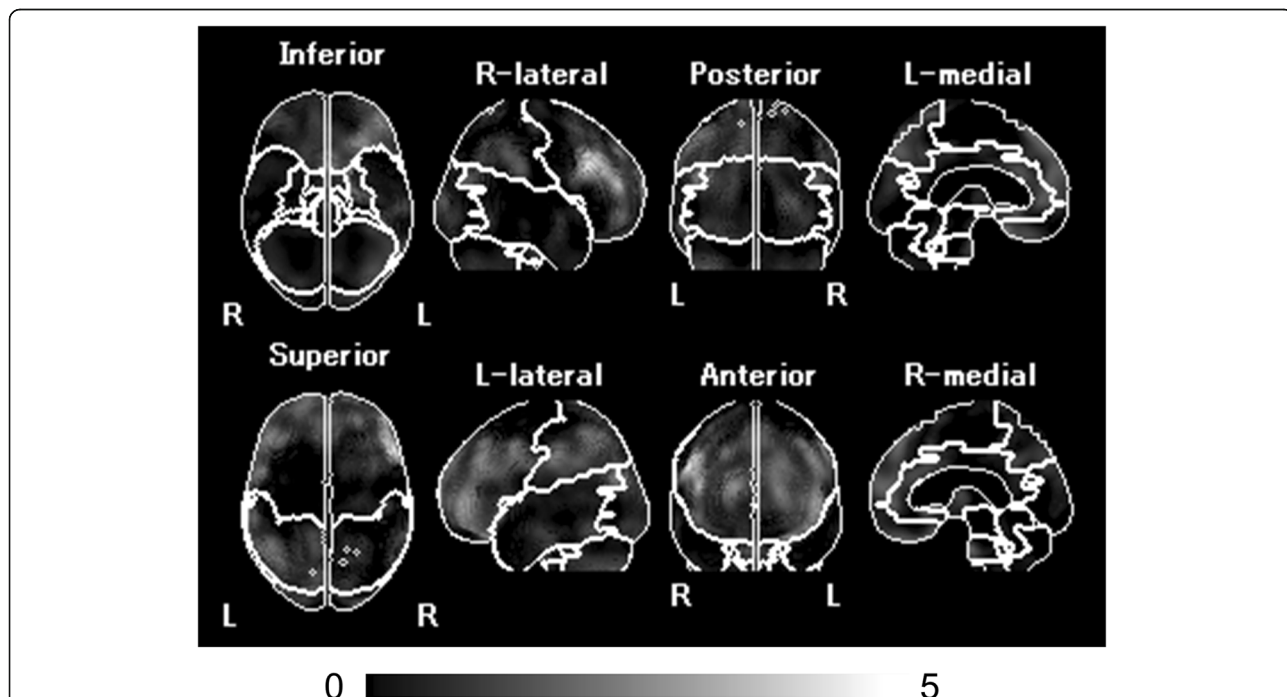 Inferior
R-lateral
Posterior
L-medial
R
L
L
R
Superior
L-lateral
Anterior
R-medial
L
R
R
L
0
5